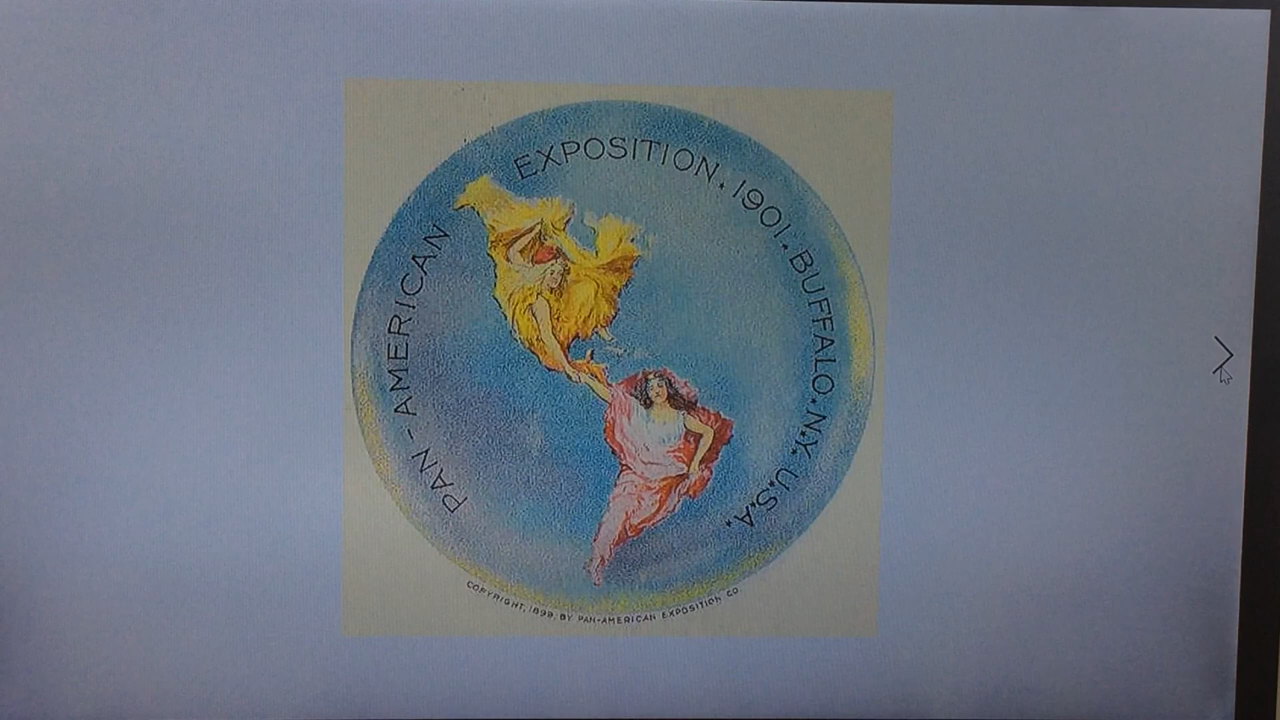 PAN-AMERICAN EXPOSITION. 1901. BUFFALO. N.Y. U.S.A.
COPYRIGHT, 1899, BY PAN-AMERICAN EXPOSITION CO